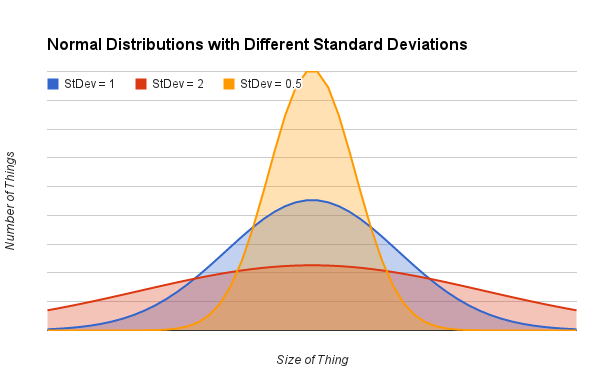 Normal Distributions with Different Standard Deviations
StDev = 1 StDev = 2 StDev = 0.5
Number of Things
Size of Thing